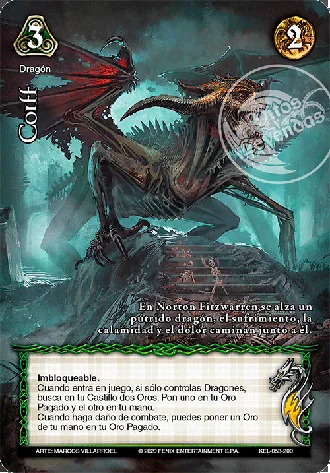 3
2
Dragón
Corff
Mitos
Leyendas
En Norton Fitzwarren se alza un
pútrido dragón, el sufrimiento, la
calamidad y el dolor caminan junto a él.
Imbloqueable.
Cuando entra en juego, si sólo controlas Dragones,
busca en tu Castillo dos Oros. Pon uno en tu Oro
Pagado y el otro en tu mano.
Cuando haga daño de combate, puedes poner un Oro
de tu mano en tu Oro Pagado.
ARTE: MARCOS VILLARROEL
© 2020 FENIX ENTERTAINMENT S.P.A.